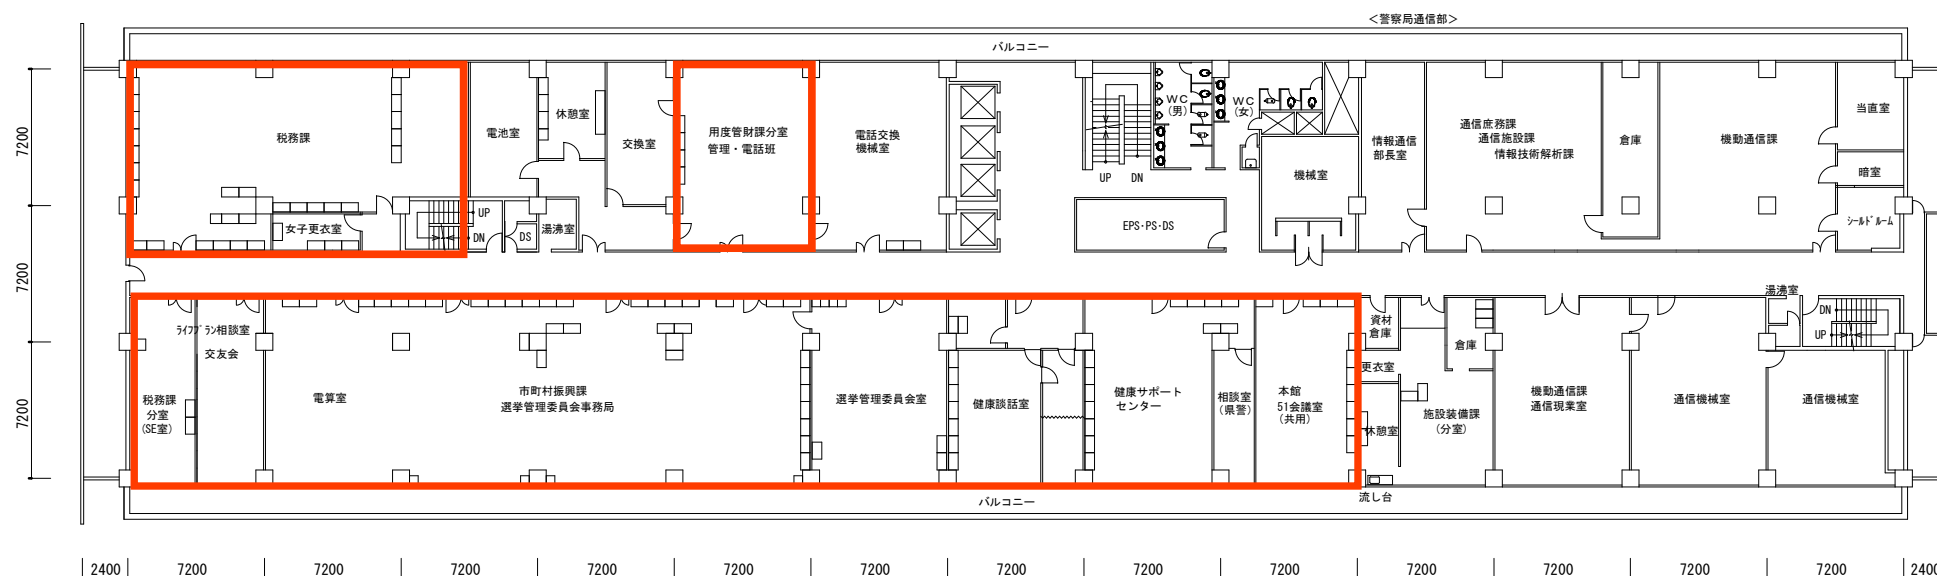 ＜警察局通信部＞
バルコニー
7200
7200
7200
税務課
女子更衣室
UP
DN
電池室
DS
湯沸室
休憩室
交換室
用度管財課分室
管理・電話班
電話交換
機械室
UP
DN
WC
(男)
WC
(女)
EPS・PS・DS
機械室
情報通信
部長室
通信庶務課
通信施設課
情報技術解析課
倉庫
機動通信課
当直室
暗室
ｼｰﾙﾄﾞﾙｰﾑ
ﾗｲﾌﾌﾟﾗﾝ相談室
交友会
税務課
分室
(SE室)
電算室
市町村振興課
選挙管理委員会事務局
選挙管理委員会室
健康談話室
健康サポート
センター
相談室
(県警)
本館
51会議室
(共用)
資材
倉庫
更衣室
休憩室
流し台
倉庫
施設装備課
(分室)
機動通信課
通信現業室
通信機械室
湯沸室
DN
UP
通信機械室
バルコニー
2400 7200 7200 7200 7200 7200 7200 7200 7200 7200 7200 7200 7200 7200 2400